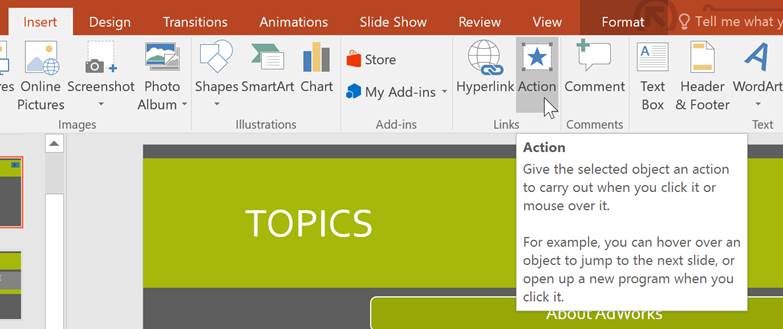 Insert Design Transitions Animations Slide Show Review View Format Tell me what
Online Pictures
Screenshot
Photo Album
Shapes
SmartArt
Chart
Store
My Add-ins
Hyperlink
Action
Comment
Text Box
Header & Footer
WordArt
Images Illustrations Add-ins Links Comments Text
Action
Give the selected object an action
to carry out when you click it or
mouse over it.
For example, you can hover over an
object to jump to the next slide, or
open up a new program when you
click it.
TOPICS
About AdWorks